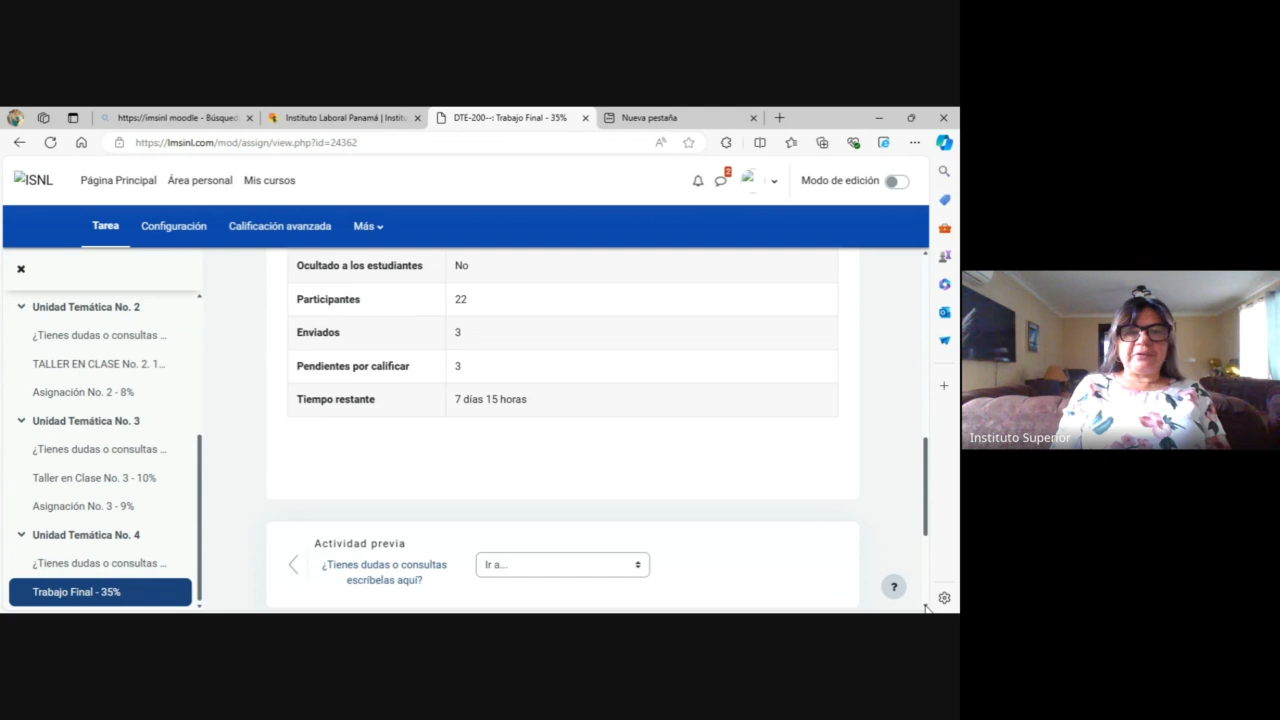 https://imsinl moodle - Búsqued
Instituto Laboral Panamá | Institu
DTE-200--: Trabajo Final - 35%
Nueva pestaña
https://lmsinl.com/mod/assign/view.php?id=24362
ISNL
Página Principal
Área personal
Mis cursos
2
Modo de edición
Tarea
Configuración
Calificación avanzada
Más
Unidad Temática No. 2
¿Tienes dudas o consultas ...
TALLER EN CLASE No. 2. 1...
Asignación No. 2 - 8%
Unidad Temática No. 3
¿Tienes dudas o consultas ...
Taller en Clase No. 3 - 10%
Asignación No. 3 - 9%
Unidad Temática No. 4
¿Tienes dudas o consultas ...
Trabajo Final - 35%
Ocultado a los estudiantes No
Participantes 22
Enviados 3
Pendientes por calificar 3
Tiempo restante 7 días 15 horas
Actividad previa
¿Tienes dudas o consultas
escríbelas aquí?
Ir a...
?
Instituto Superior